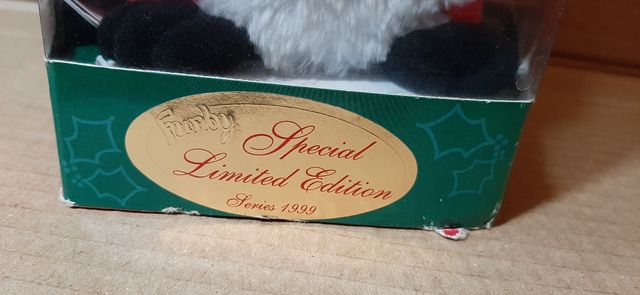 Furby
Special
Limited Edition
Series 1999